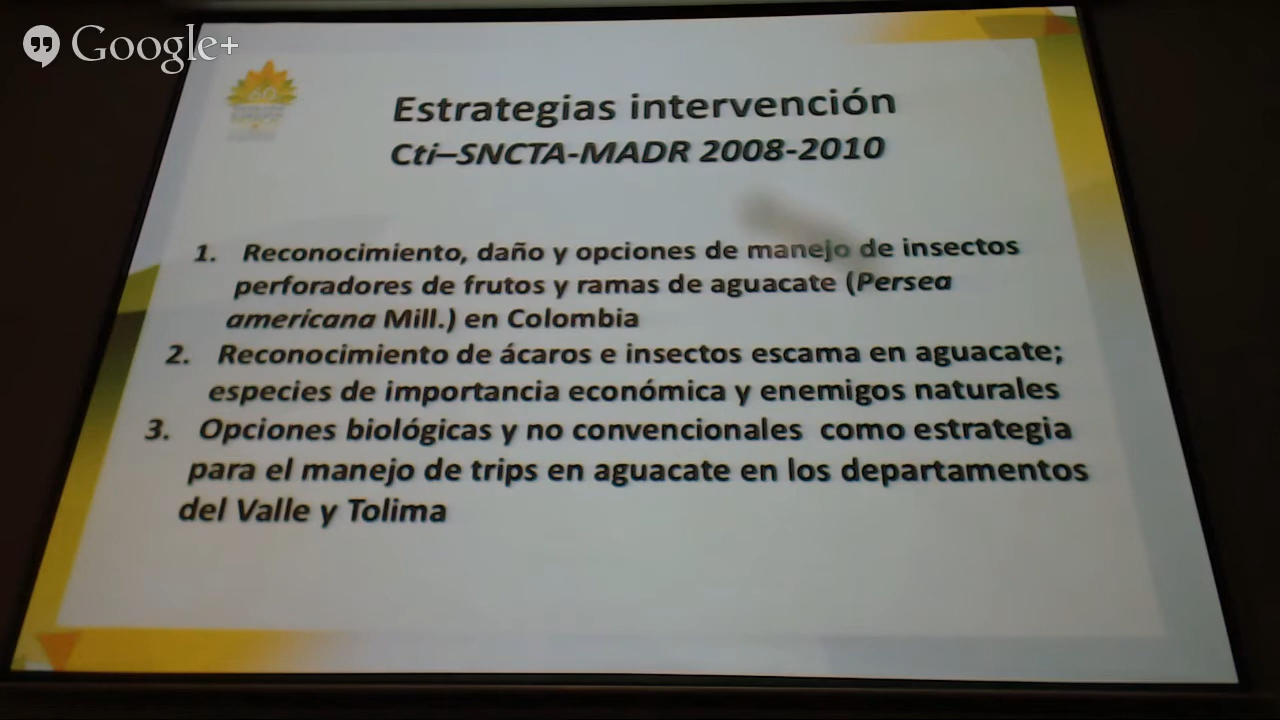 Google+
60
Estrategias intervención
Cti–SNCTA-MADR 2008-2010
1. Reconocimiento, daño y opciones de manejo de insectos
perforadores de frutos y ramas de aguacate (Persea
americana Mill.) en Colombia
2. Reconocimiento de ácaros e insectos escama en aguacate;
especies de importancia económica y enemigos naturales
3. Opciones biológicas y no convencionales como estrategia
para el manejo de trips en aguacate en los departamentos
del Valle y Tolima